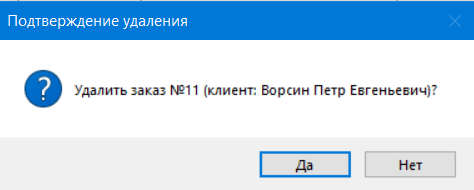 Подтверждение удаления
Удалить заказ №11 (клиент: Ворсин Петр Евгеньевич)?
Да
Нет